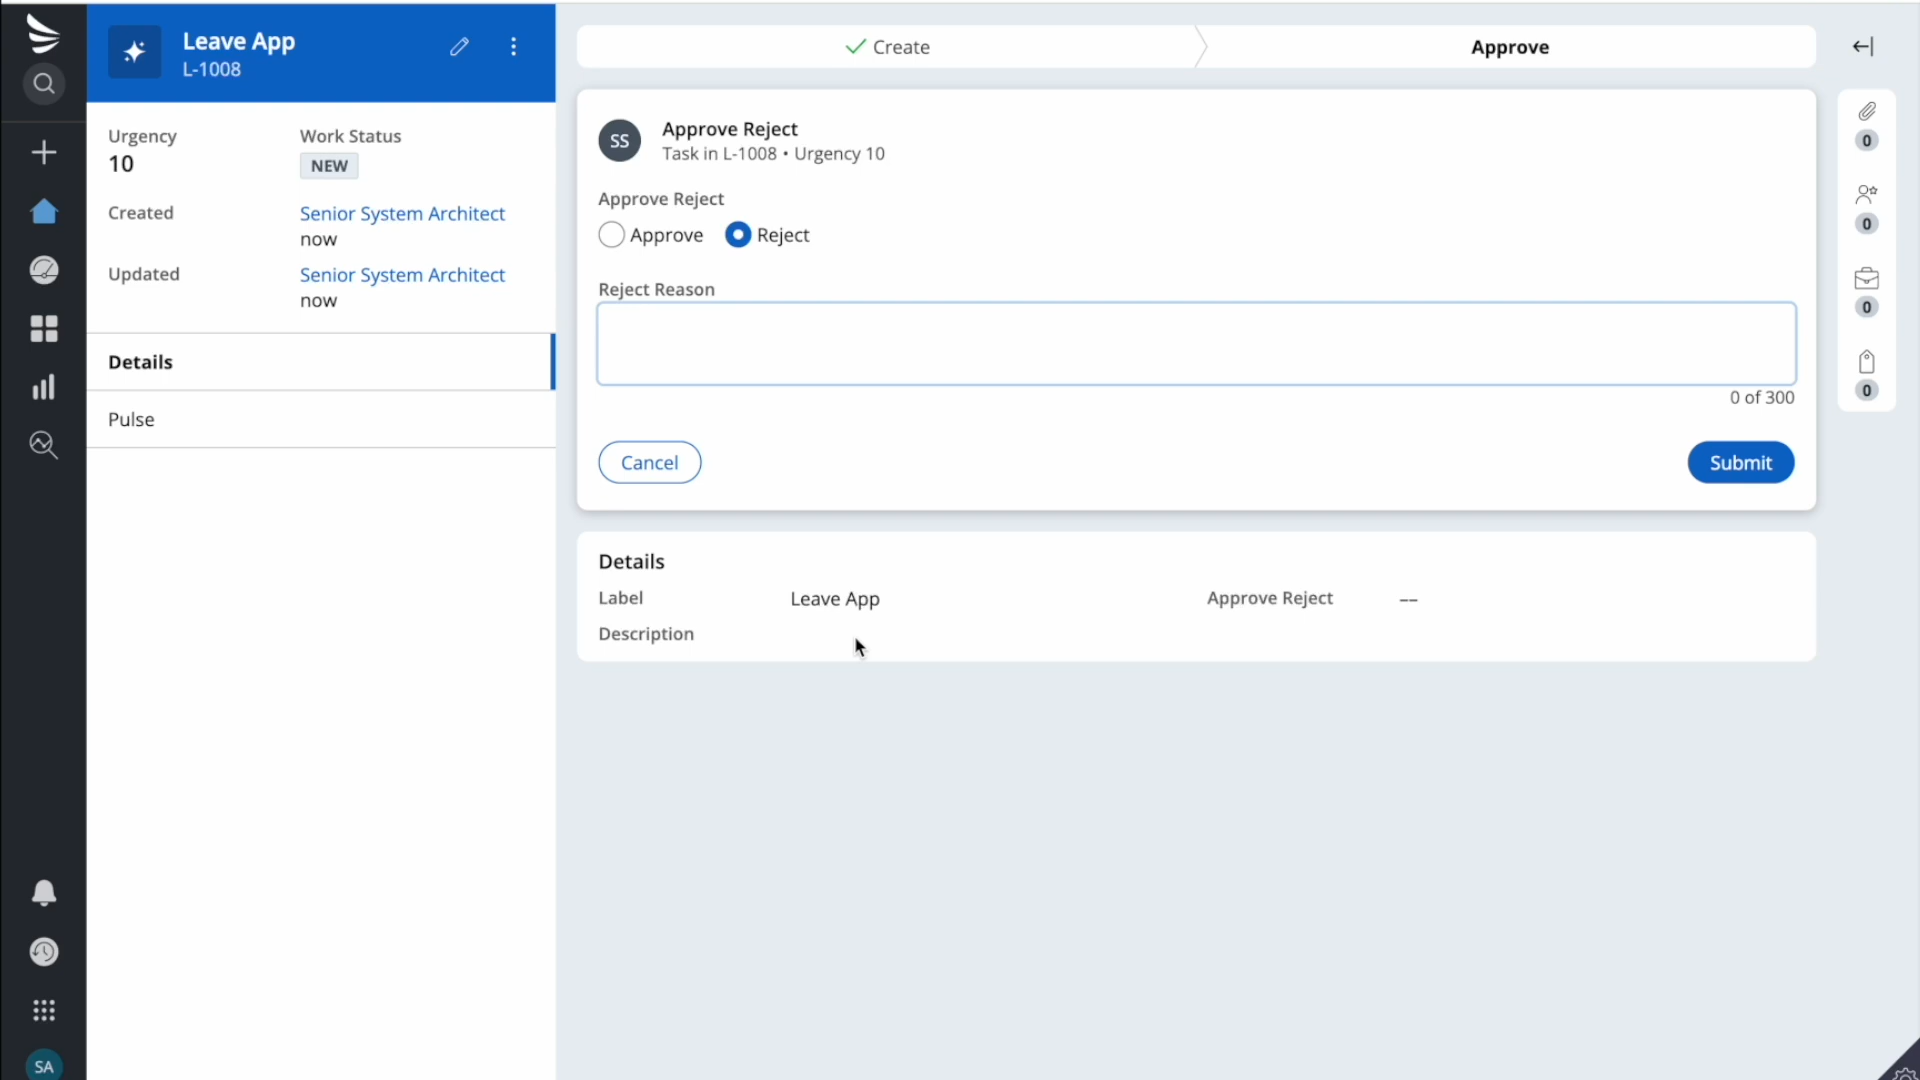 Leave App
L-1008
Urgency
10
Work Status
NEW
Created
Senior System Architect
now
Updated
Senior System Architect
now
Details
Pulse
SA
Create
Approve
SS
Approve Reject
Task in L-1008 • Urgency 10
Approve Reject
Approve
Reject
Reject Reason
0 of 300
Cancel
Submit
Details
Label
Leave App
Approve Reject
––
Description
0
0
0
0